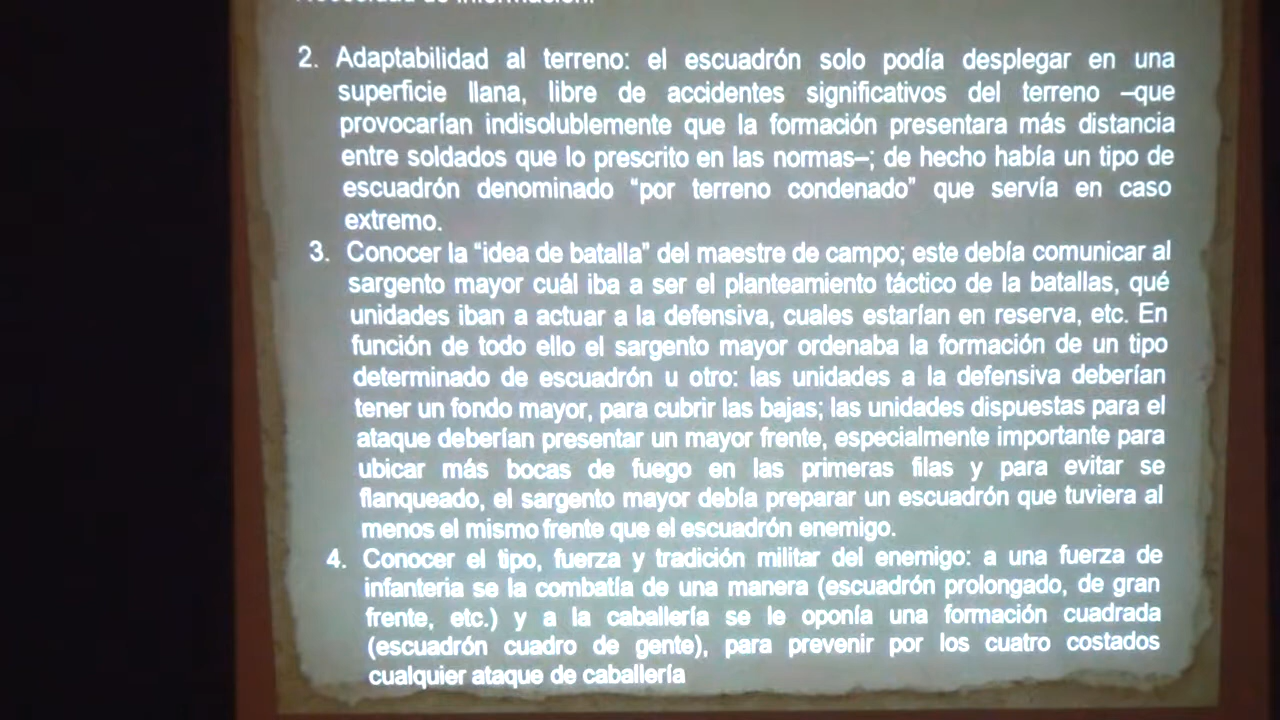 Necesidad de información:
2. Adaptabilidad al terreno: el escuadrón solo podía desplegar en una
superficie llana, libre de accidentes significativos del terreno –que
provocarían indisolublemente que la formación presentara más distancia
entre soldados que lo prescrito en las normas–; de hecho había un tipo de
escuadrón denominado “por terreno condenado” que servía en caso
extremo.
3. Conocer la “idea de batalla” del maestre de campo; este debía comunicar al
sargento mayor cuál iba a ser el planteamiento táctico de la batallas, qué
unidades iban a actuar a la defensiva, cuales estarían en reserva, etc. En
función de todo ello el sargento mayor ordenaba la formación de un tipo
determinado de escuadrón u otro: las unidades a la defensiva deberían
tener un fondo mayor, para cubrir las bajas; las unidades dispuestas para el
ataque deberían presentar un mayor frente, especialmente importante para
ubicar más bocas de fuego en las primeras filas y para evitar se
flanqueado, el sargento mayor debía preparar un escuadrón que tuviera al
menos el mismo frente que el escuadrón enemigo.
4. Conocer el tipo, fuerza y tradición militar del enemigo: a una fuerza de
infantería se la combatía de una manera (escuadrón prolongado, de gran
frente, etc.) y a la caballería se le oponía una formación cuadrada
(escuadrón cuadro de gente), para prevenir por los cuatro costados
cualquier ataque de caballería